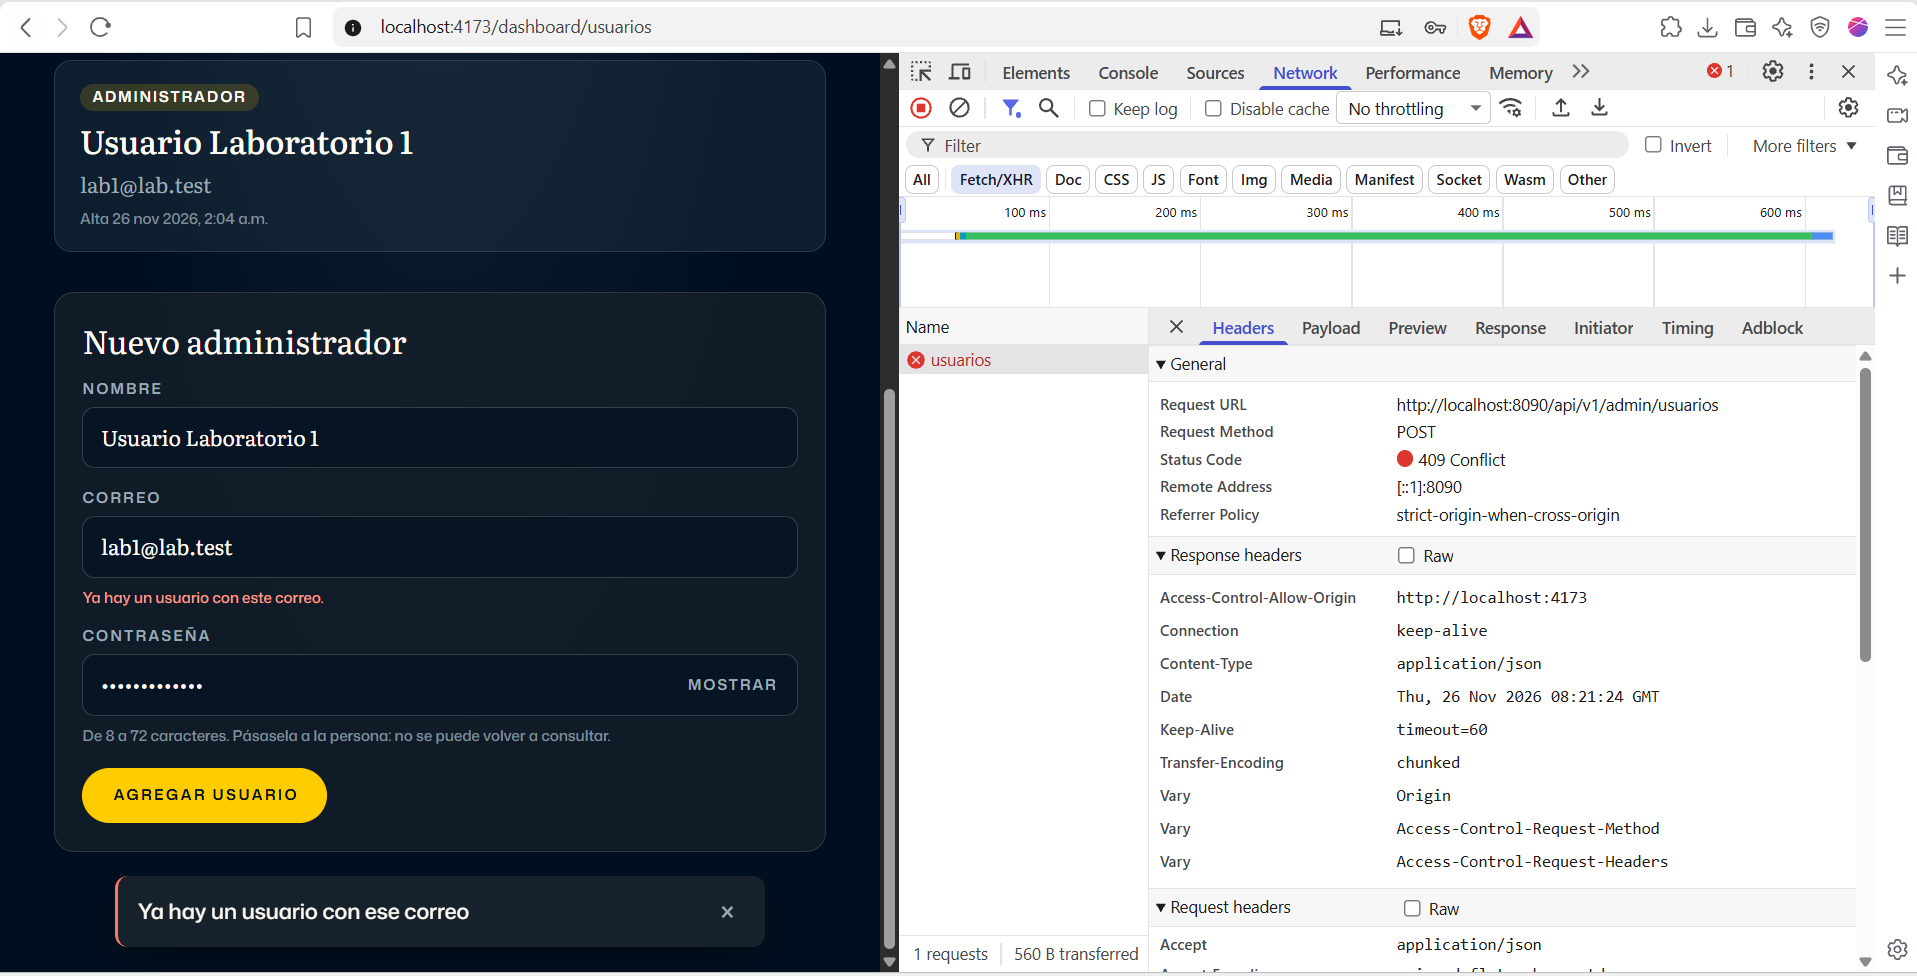 localhost:4173/dashboard/usuarios
ADMINISTRADOR
Usuario Laboratorio 1
lab1@lab.test
Alta 26 nov 2026, 2:04 a.m.
Nuevo administrador
NOMBRE
Usuario Laboratorio 1
CORREO
lab1@lab.test
Ya hay un usuario con este correo.
CONTRASEÑA
•••••••••••••
MOSTRAR
De 8 a 72 caracteres. Pásasela a la persona: no se puede volver a consultar.
AGREGAR USUARIO
Ya hay un usuario con ese correo
Elements Console Sources Network Performance Memory 1
Keep log Disable cache No throttling
Filter Invert More filters
All Fetch/XHR Doc CSS JS Font Img Media Manifest Socket Wasm Other
100 ms 200 ms 300 ms 400 ms 500 ms 600 ms
Name
usuarios
1 requests 560 B transferred
Headers Payload Preview Response Initiator Timing Adblock
General
Request URL http://localhost:8090/api/v1/admin/usuarios
Request Method POST
Status Code 409 Conflict
Remote Address [::1]:8090
Referrer Policy strict-origin-when-cross-origin
Response headers Raw
Access-Control-Allow-Origin http://localhost:4173
Connection keep-alive
Content-Type application/json
Date Thu, 26 Nov 2026 08:21:24 GMT
Keep-Alive timeout=60
Transfer-Encoding chunked
Vary Origin
Vary Access-Control-Request-Method
Vary Access-Control-Request-Headers
Request headers Raw
Accept application/json